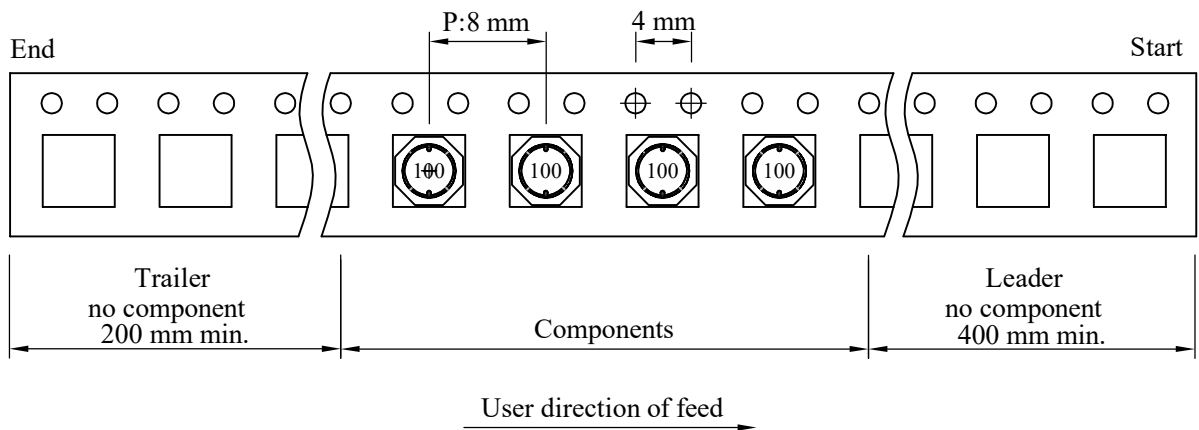 P:8 mm
4 mm
End
Start
100
100
100
100
Trailer
no component
200 mm min.
Components
Leader
no component
400 mm min.
User direction of feed